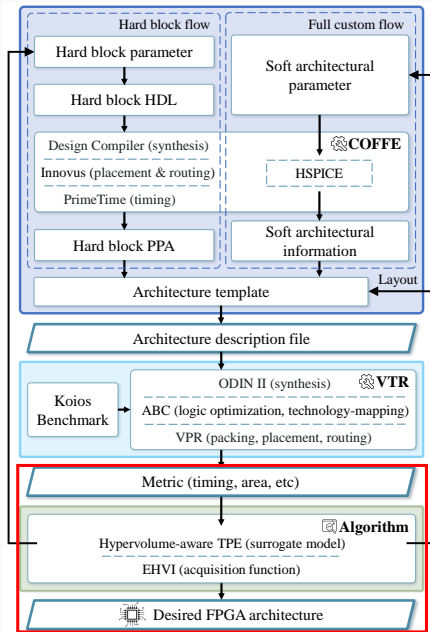 Hard block flow
Full custom flow
Hard block parameter
Soft architectural
parameter
Hard block HDL
COFFE
Design Compiler (synthesis)
Innovus (placement & routing)
HSPICE
PrimeTime (timing)
Hard block PPA
Soft architectural
information
Layout
Architecture template
Architecture description file
Koios
Benchmark
ODIN II (synthesis)
VTR
ABC (logic optimization, technology-mapping)
VPR (packing, placement, routing)
Metric (timing, area, etc)
Algorithm
Hypervolume-aware TPE (surrogate model)
EHVI (acquisition function)
Desired FPGA architecture